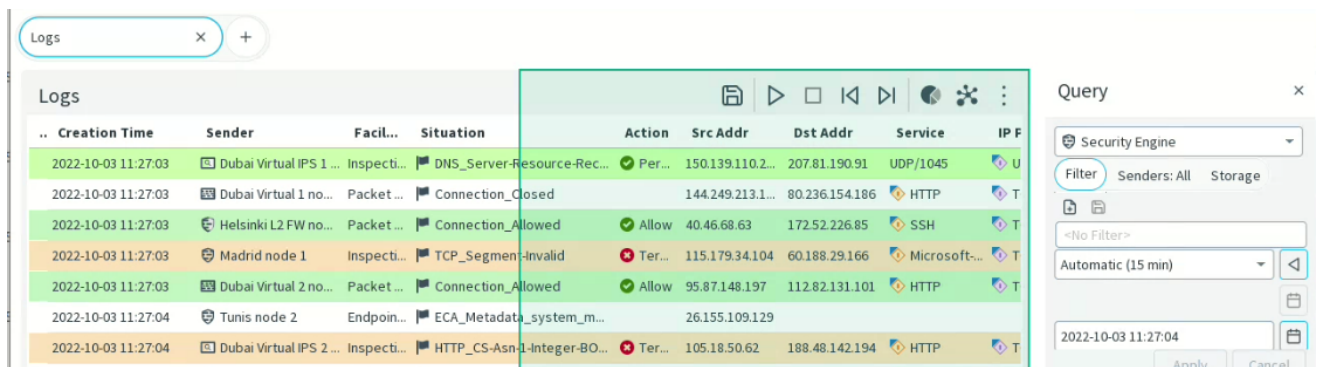 Logs
Logs
Query
.. Creation Time Sender Facil... Situation Action Src Addr Dst Addr Service IP F
2022-10-03 11:27:03 Dubai Virtual IPS 1 ... Inspecti... DNS_Server-Resource-Rec... Per... 150.139.110.2... 207.81.190.91 UDP/1045 U
2022-10-03 11:27:03 Dubai Virtual 1 no... Packet ... Connection_Closed 144.249.213.1... 80.236.154.186 HTTP T
2022-10-03 11:27:03 Helsinki L2 FW no... Packet ... Connection_Allowed Allow 40.46.68.63 172.52.226.85 SSH T
2022-10-03 11:27:03 Madrid node 1 Inspecti... TCP_Segment-Invalid Ter... 115.179.34.104 60.188.29.166 Microsoft-... T
2022-10-03 11:27:03 Dubai Virtual 2 no... Packet ... Connection_Allowed Allow 95.87.148.197 112.82.131.101 HTTP T
2022-10-03 11:27:04 Tunis node 2 Endpoin... ECA_Metadata_system_m... 26.155.109.129
2022-10-03 11:27:04 Dubai Virtual IPS 2 ... Inspecti... HTTP_CS-Asn-1-Integer-BO... Ter... 105.18.50.62 188.48.142.194 HTTP T
Security Engine
Filter Senders: All Storage
<No Filter>
Automatic (15 min)
2022-10-03 11:27:04
Apply Cancel